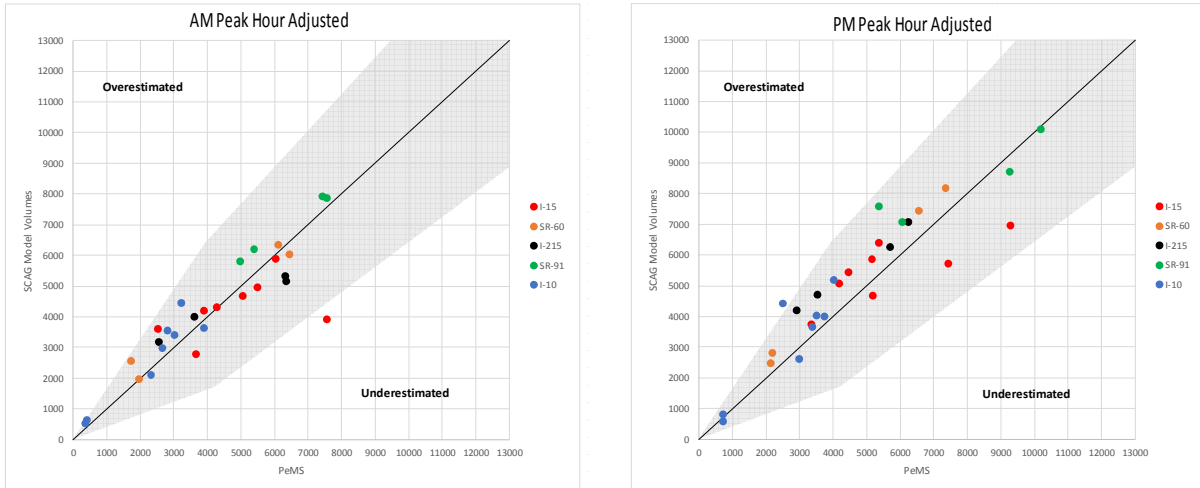 AM Peak Hour Adjusted
13000
12000
11000
10000
9000
8000
7000
6000
5000
4000
3000
2000
1000
0
SCAG Model Volumes
Overestimated
Underestimated
0 1000 2000 3000 4000 5000 6000 7000 8000 9000 10000 11000 12000 13000
PeMS
I-15
SR-60
I-215
SR-91
I-10
PM Peak Hour Adjusted
13000
12000
11000
10000
9000
8000
7000
6000
5000
4000
3000
2000
1000
0
SCAG Model Volumes
Overestimated
Underestimated
0 1000 2000 3000 4000 5000 6000 7000 8000 9000 10000 11000 12000 13000
PeMS
I-15
SR-60
I-215
SR-91
I-10